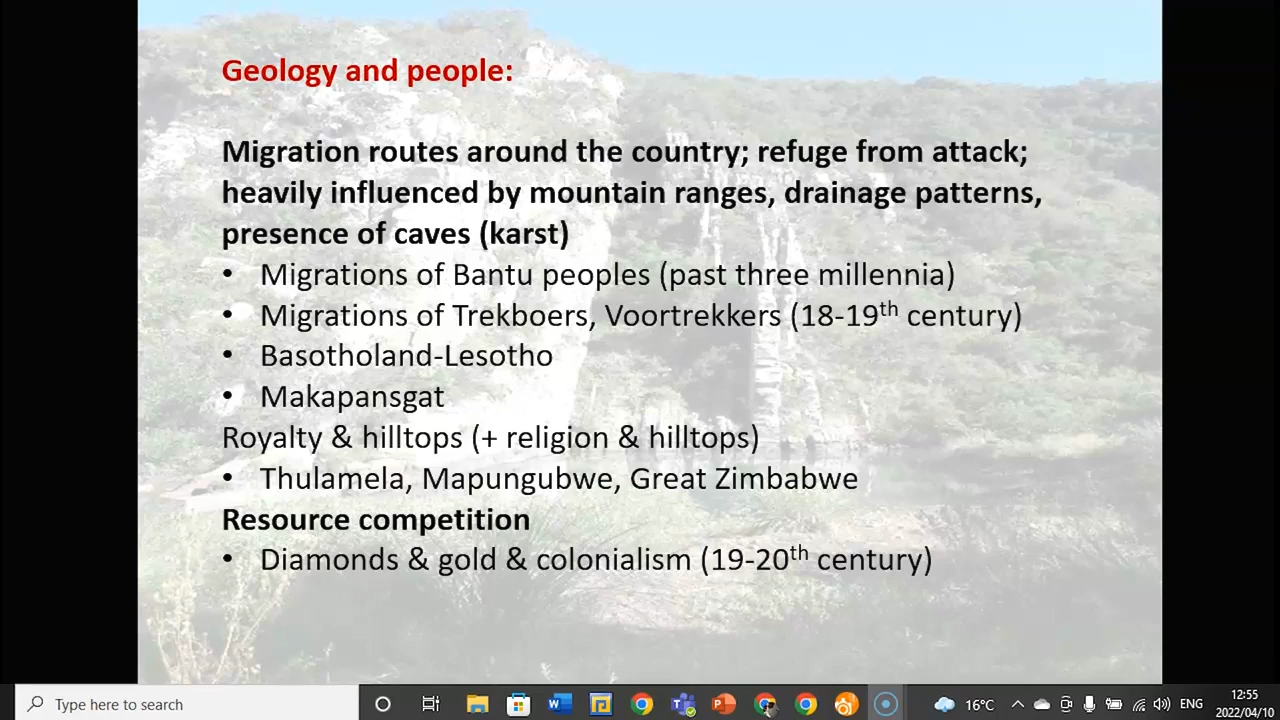 Geology and people:
Migration routes around the country; refuge from attack;
heavily influenced by mountain ranges, drainage patterns,
presence of caves (karst)
• Migrations of Bantu peoples (past three millennia)
• Migrations of Trekboers, Voortrekkers (18-19th century)
• Basotholand-Lesotho
• Makapansgat
Royalty & hilltops (+ religion & hilltops)
• Thulamela, Mapungubwe, Great Zimbabwe
Resource competition
• Diamonds & gold & colonialism (19-20th century)
Type here to search
16°C
ENG
12:55
2022/04/10